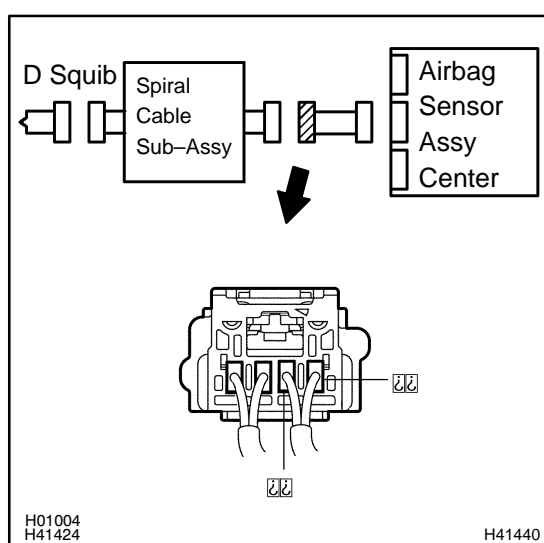 D Squib
Spiral
Cable
Sub–Assy
Airbag
Sensor
Assy
Center
H01004
H41424
H41440